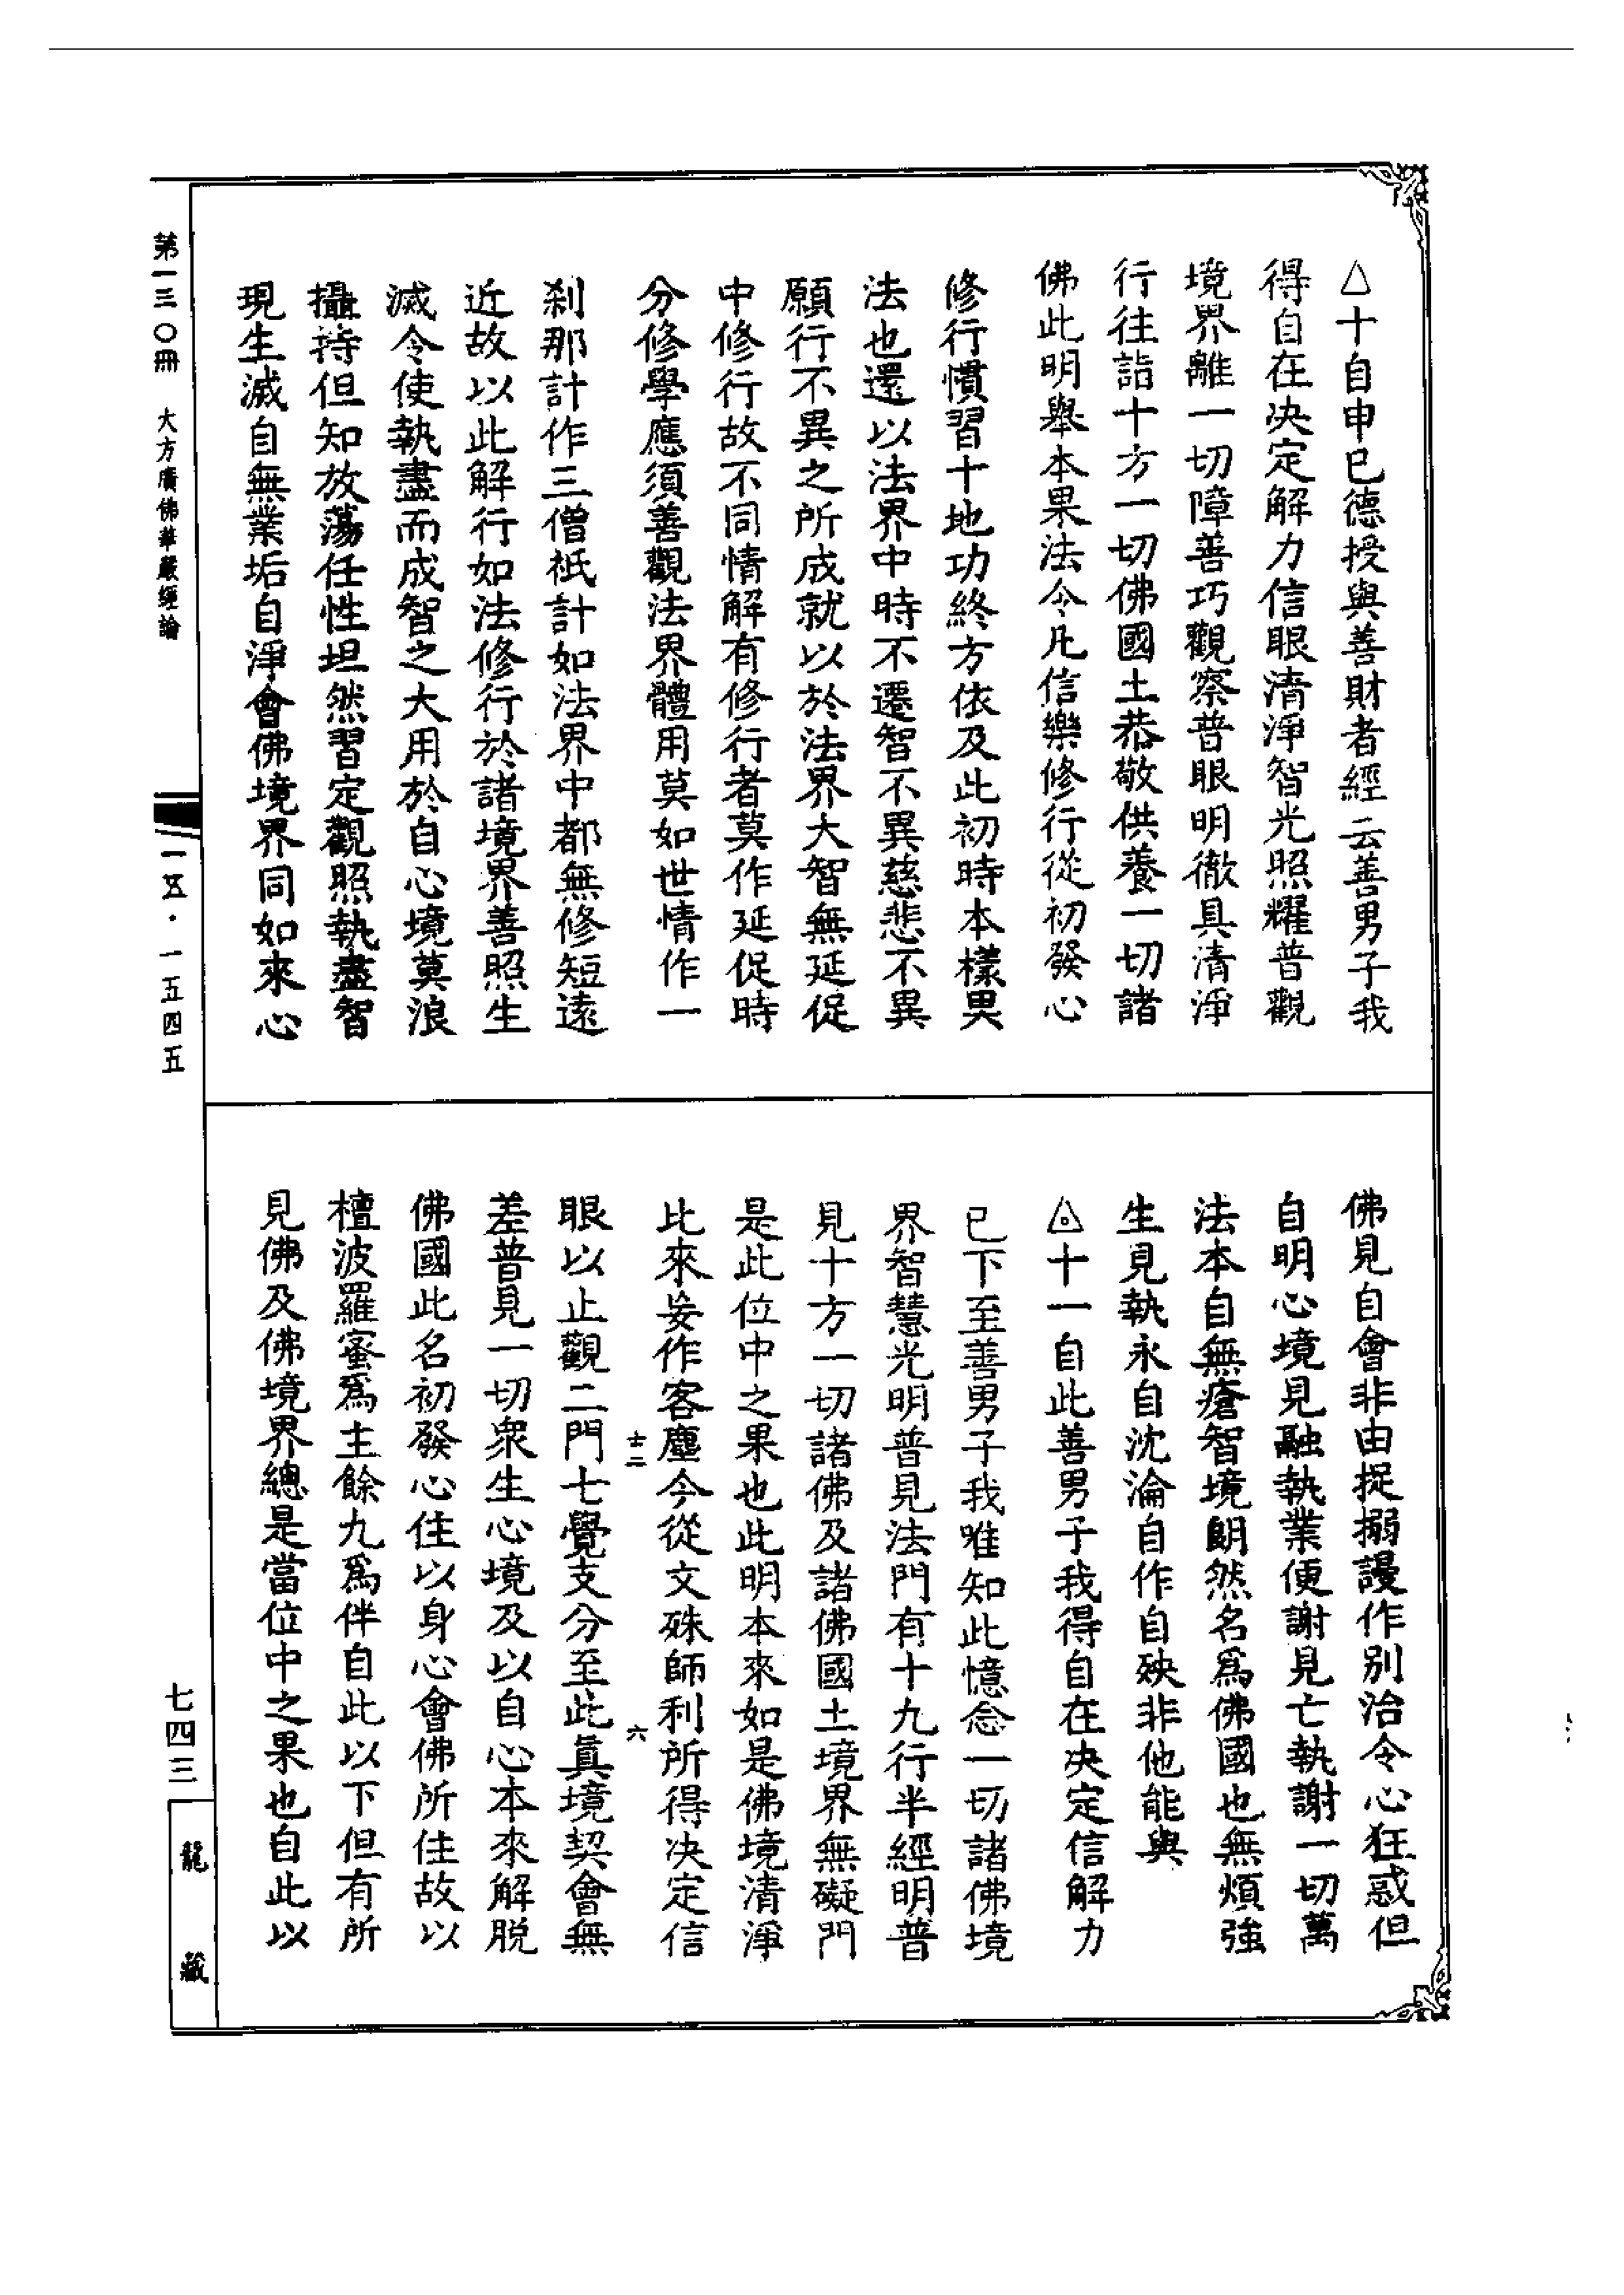 △十自申已德授與善財者經云善男子我
得自在决定解力信眼清淨智光照耀普觀
境界離一切障善巧觀察普眼明徹具清淨
行往詣十方一切佛國土恭敬供養一切諸
佛此明舉本果法令凡信樂修行從初發心
修行慣習十地功終方依及此初時本樣果
法也還以法界中時不遷智不異慈悲不異
願行不異之所成就以於法界大智無延促
中修行故不同情解有修行者莫作延促時
分修學應須善觀法界體用莫如世情作一
刹那計作三僧祇計如法界中都無修短遠
近故以此解行如法修行於諸境界善照生
滅令使執盡而成智之大用於自心境莫浪
攝持但知放蕩任性坦然習定觀照執盡智
現生滅自無業垢自淨會佛境界同如來心
佛見自會非由捉搦謾作別治令心狂惑但
自明心境見融執業便謝見亡執謝一切萬
法本自無瘡智境朗然名爲佛國也無煩強
生見執永自沈淪自作自殃非他能與
△十一自此善男子我得自在决定信解力
已下至善男子我唯知此憶念一切諸佛境
界智慧光明普見法門有十九行半經明普
見十方一切諸佛及諸佛國土境界無礙門
是此位中之果也此明本來如是佛境清淨
此來妄作客塵今從文殊師利所得决定信
士二 六
眼以止觀二門七覺支分至此真境契會無
差普見一切衆生心境及以自心本來解脱
佛國此名初發心住以身心會佛所住故以
檀波羅蜜爲主餘九爲伴自此以下但有所
見佛及佛境界總是當位中之果也自此以
第一三〇冊 大方廣佛華嚴經論
一五·一五四五
七四三
龍藏